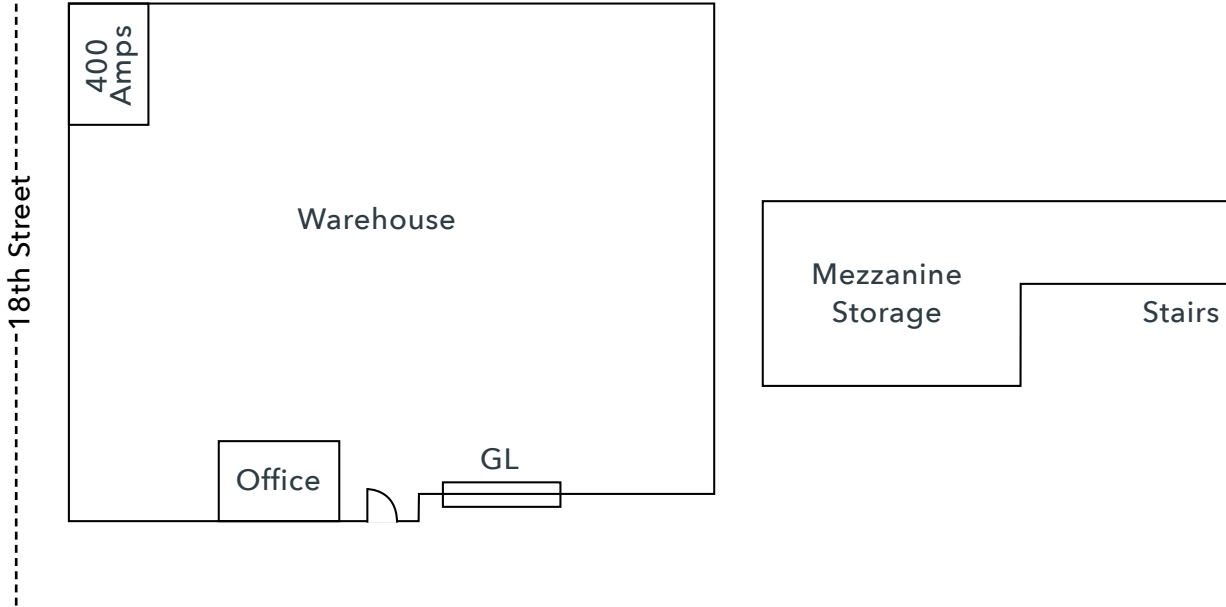 400
Amps
18th Street
Warehouse
Mezzanine
Storage
Stairs
GL
Office